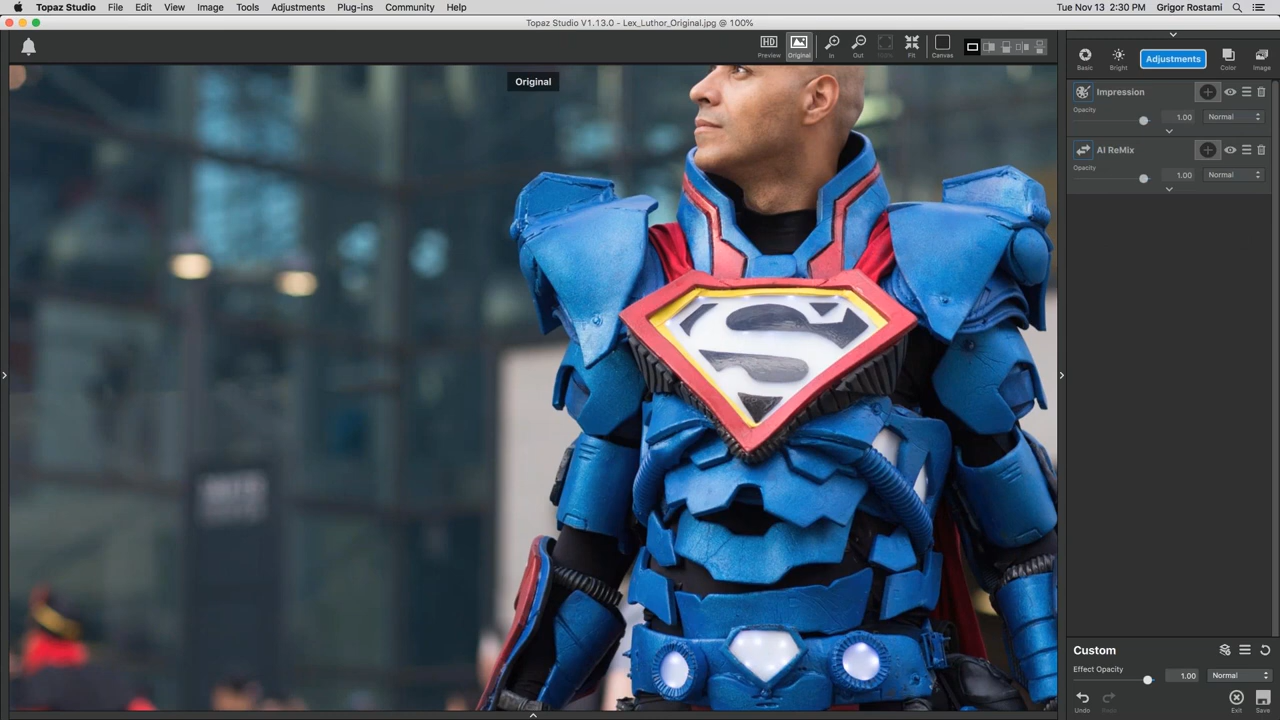 Topaz Studio File Edit View Image Tools Adjustments Plug-ins Community Help Tue Nov 13 2:30 PM Grigor Rostami
Topaz Studio V1.13.0 - Lex_Luthor_Original.jpg @ 100%
Preview Original In Out 100% Fit Canvas
HD
Original
Basic Bright Adjustments Color Image
Impression
Opacity 1.00 Normal
AI ReMix
Opacity 1.00 Normal
S
Custom
Effect Opacity 1.00 Normal
Undo Redo Exit Save